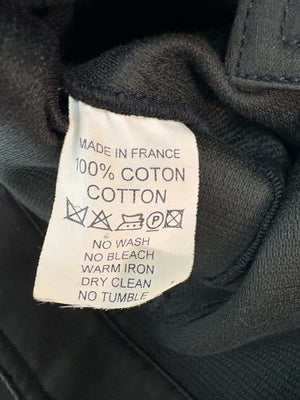 MADE IN FRANCE
100% COTON
COTTON
P
NO WASH
NO BLEACH
WARM IRON
DRY CLEAN
NO TUMBLE